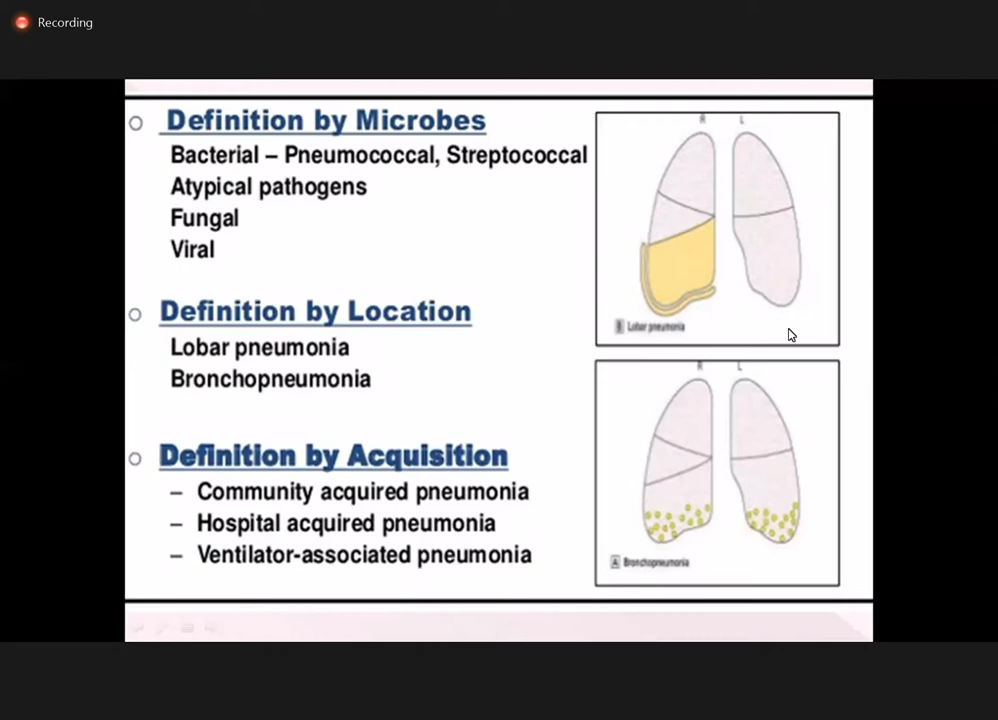 Recording
Definition by Microbes
Bacterial – Pneumococcal, Streptococcal
Atypical pathogens
Fungal
Viral
Definition by Location
Lobar pneumonia
Bronchopneumonia
Definition by Acquisition
– Community acquired pneumonia
– Hospital acquired pneumonia
– Ventilator-associated pneumonia
R L
B Lobar pneumonia
R L
A Bronchopneumonia